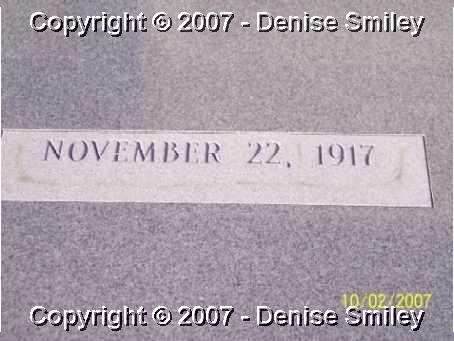 Copyright © 2007 - Denise Smiley
NOVEMBER 22, 1917
10/02/2007
Copyright © 2007 - Denise Smiley